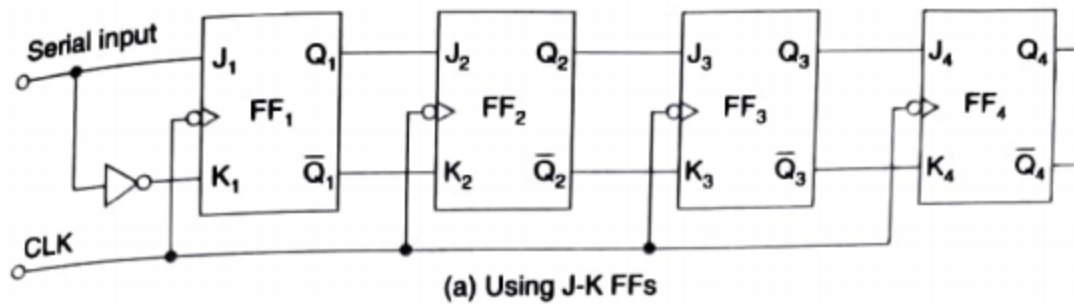 Serial input
J₁ Q₁ J₂ Q₂ J₃ Q₃ J₄ Q₄
FF₁ FF₂ FF₃ FF₄
K₁ Q̅₁ K₂ Q̅₂ K₃ Q̅₃ K₄ Q̅₄
CLK
(a) Using J-K FFs